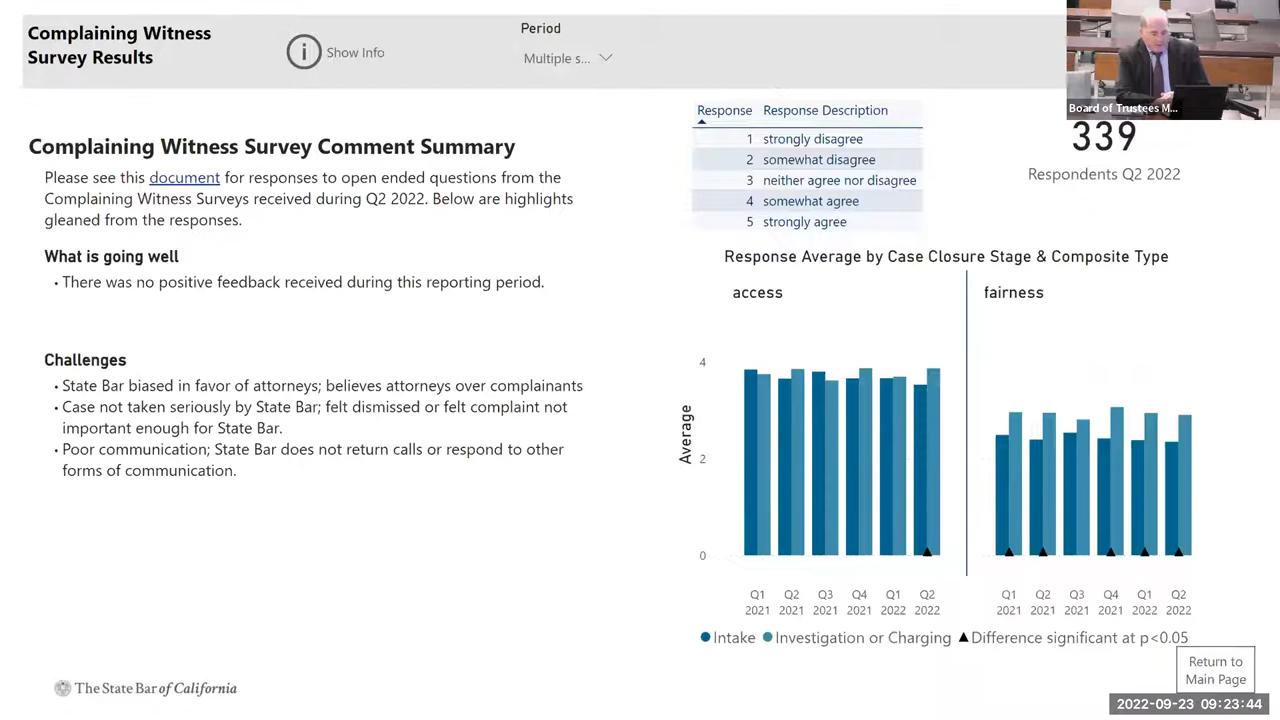 Complaining Witness
Survey Results
Show Info
Period
Multiple s...
Board of Trustees M...
Complaining Witness Survey Comment Summary
Please see this document for responses to open ended questions from the
Complaining Witness Surveys received during Q2 2022. Below are highlights
gleaned from the responses.
What is going well
• There was no positive feedback received during this reporting period.
Challenges
• State Bar biased in favor of attorneys; believes attorneys over complainants
• Case not taken seriously by State Bar; felt dismissed or felt complaint not
important enough for State Bar.
• Poor communication; State Bar does not return calls or respond to other
forms of communication.
Response Response Description
1 strongly disagree
2 somewhat disagree
3 neither agree nor disagree
4 somewhat agree
5 strongly agree
339
Respondents Q2 2022
Response Average by Case Closure Stage & Composite Type
access
fairness
Average
4
2
0
Q1 Q2 Q3 Q4 Q1 Q2
2021 2021 2021 2021 2022 2022
Q1 Q2 Q3 Q4 Q1 Q2
2021 2021 2021 2021 2022 2022
Intake Investigation or Charging Difference significant at p<0.05
Return to
Main Page
The State Bar of California
2022-09-23 09:23:44